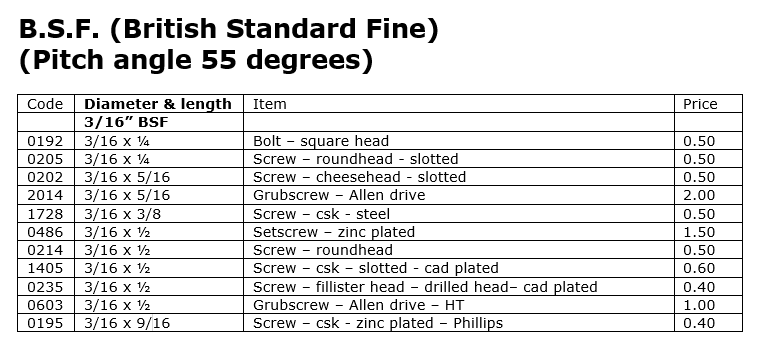 B.S.F. (British Standard Fine)
(Pitch angle 55 degrees)
Code Diameter & length Item Price
3/16” BSF
0192 3/16 x ¼ Bolt – square head 0.50
0205 3/16 x ¼ Screw – roundhead - slotted 0.50
0202 3/16 x 5/16 Screw – cheesehead - slotted 0.50
2014 3/16 x 5/16 Grubscrew – Allen drive 2.00
1728 3/16 x 3/8 Screw – csk - steel 0.50
0486 3/16 x ½ Setscrew – zinc plated 1.50
0214 3/16 x ½ Screw – roundhead 0.50
1405 3/16 x ½ Screw – csk – slotted - cad plated 0.60
0235 3/16 x ½ Screw – fillister head – drilled head– cad plated 0.40
0603 3/16 x ½ Grubscrew – Allen drive – HT 1.00
0195 3/16 x 9/16 Screw – csk - zinc plated – Phillips 0.40